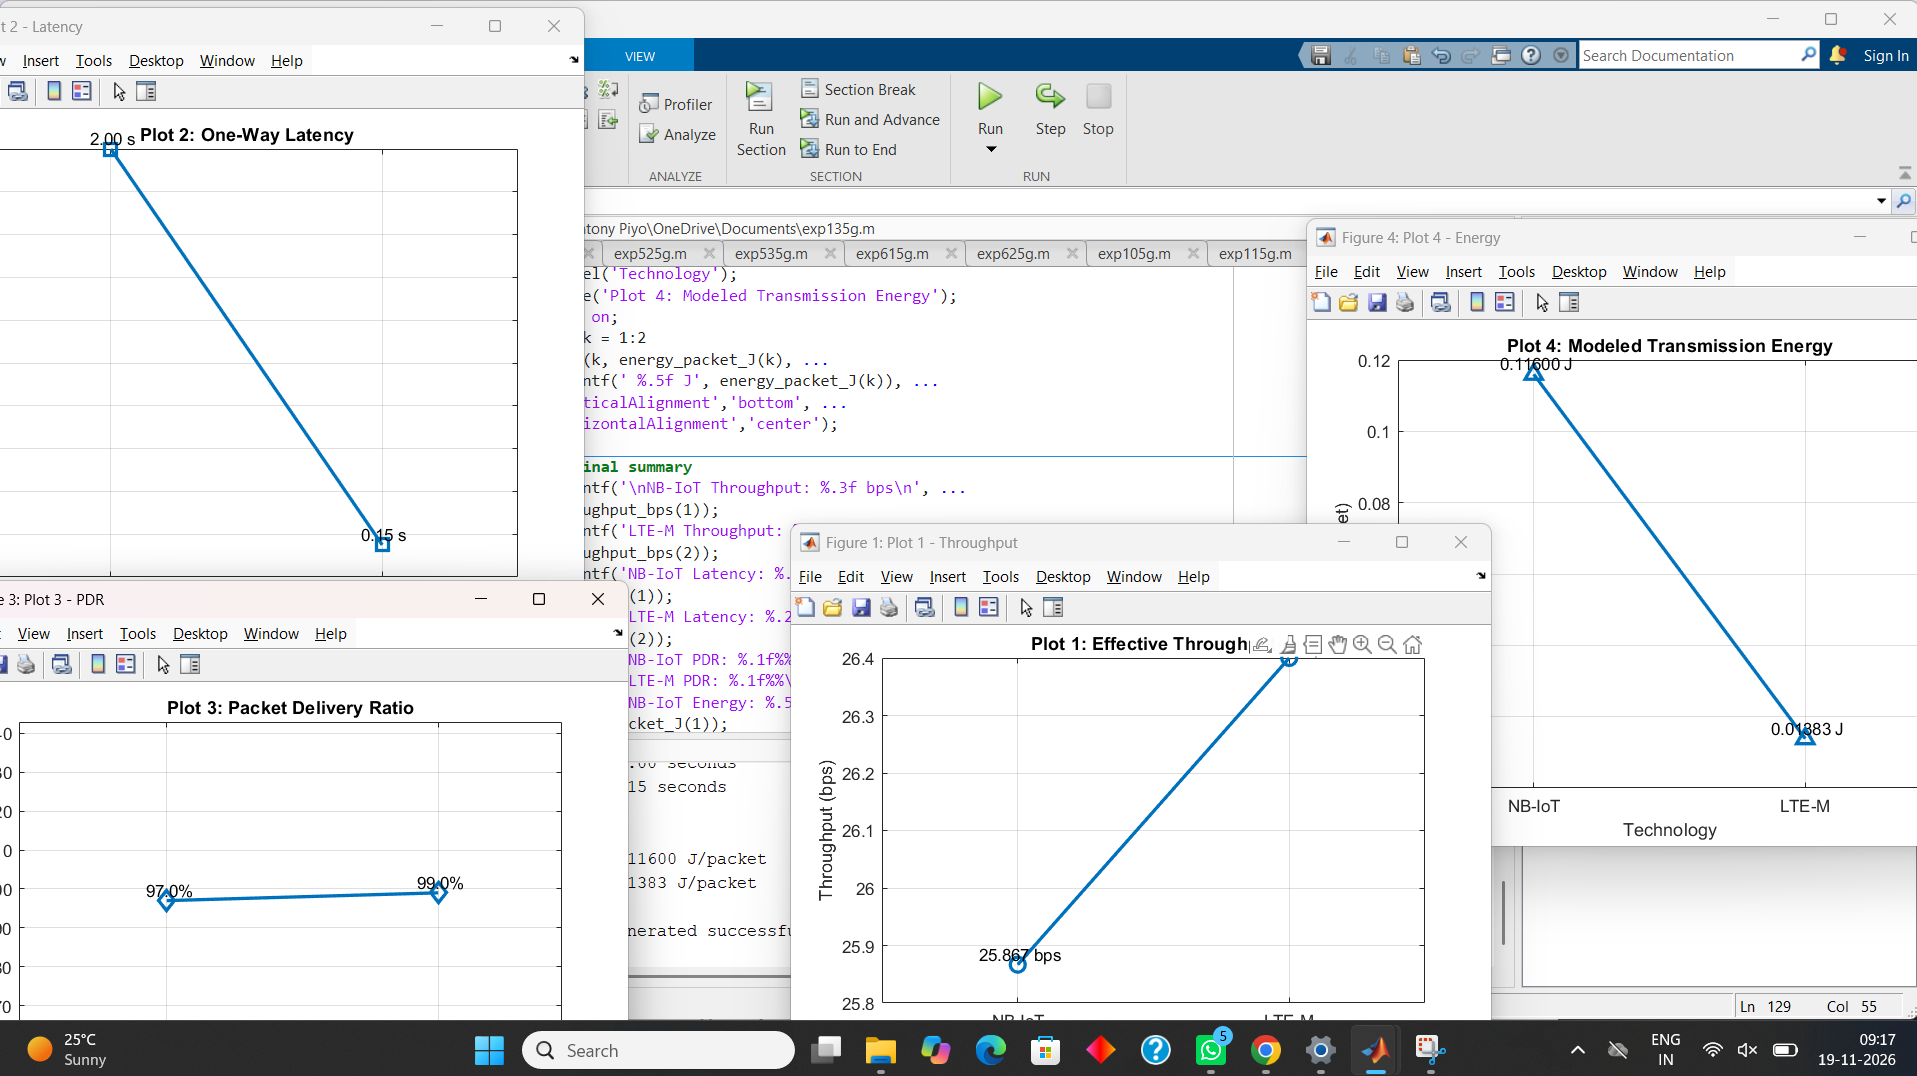 t 2 - Latency
Insert Tools Desktop Window Help
2.00 s Plot 2: One-Way Latency
0.15 s
VIEW
Search Documentation
Sign In
Profiler
Analyze
ANALYZE
Run Section
Section Break
Run and Advance
Run to End
SECTION
Run
Step
Stop
RUN
tony Piyo\OneDrive\Documents\exp135g.m
exp525g.m exp535g.m exp615g.m exp625g.m exp105g.m exp115g.m
el('Technology');
e('Plot 4: Modeled Transmission Energy');
on;
k = 1:2
(k, energy_packet_J(k), ...
ntf(' %.5f J', energy_packet_J(k)), ...
ticalAlignment','bottom', ...
izontalAlignment','center');
inal summary
ntf('\nNB-IoT Throughput: %.3f bps\n', ...
ughput_bps(1));
ntf('LTE-M Throughput:
ughput_bps(2));
ntf('NB-IoT Latency: %.
(1));
LTE-M Latency: %.2
(2));
NB-IoT PDR: %.1f%%
LTE-M PDR: %.1f%%\
NB-IoT Energy: %.5
cket_J(1));
.00 seconds
15 seconds
11600 J/packet
1383 J/packet
nerated successfu
e 3: Plot 3 - PDR
View Insert Tools Desktop Window Help
Plot 3: Packet Delivery Ratio
97.0%
99.0%
Figure 1: Plot 1 - Throughput
File Edit View Insert Tools Desktop Window Help
Plot 1: Effective Through
26.4
26.3
26.2
26.1
26
25.9
25.8
Throughput (bps)
25.867 bps
NB-IoT
LTE-M
Figure 4: Plot 4 - Energy
File Edit View Insert Tools Desktop Window Help
Plot 4: Modeled Transmission Energy
0.12
0.1
0.08
et)
0.11600 J
0.01383 J
NB-IoT
LTE-M
Technology
Ln 129 Col 55
25°C
Sunny
Search
5
ENG
IN
09:17
19-11-2026